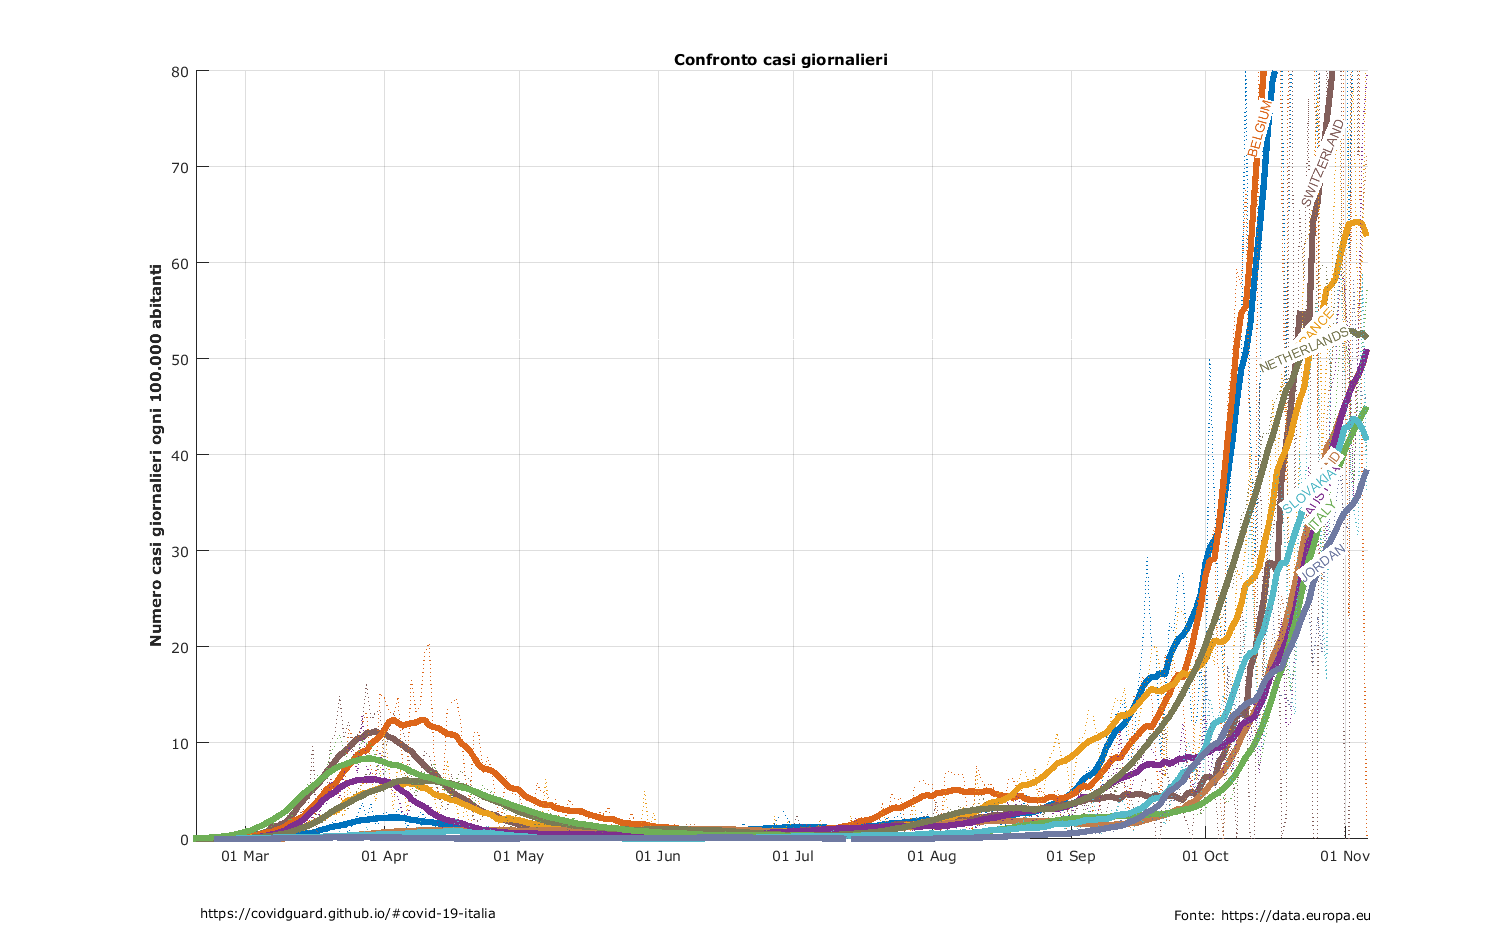 Confronto casi giornalieri
Numero casi giornalieri ogni 100.000 abitanti
80
70
60
50
40
30
20
10
0
BELGIUM
SWITZERLAND
NETHERLANDS
SLOVAKIA
ITALY
JORDAN
01 Mar
01 Apr
01 May
01 Jun
01 Jul
01 Aug
01 Sep
01 Oct
01 Nov
https://covidguard.github.io/#covid-19-italia
Fonte: https://data.europa.eu